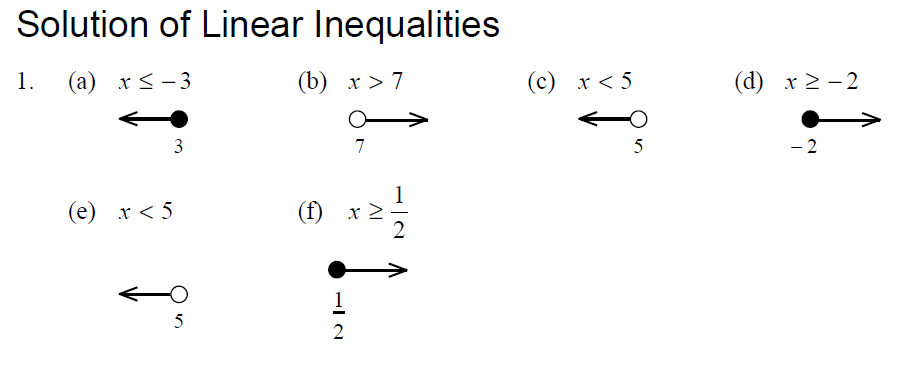 Solution of Linear Inequalities
1. (a) x ≤ −3 (b) x > 7 (c) x < 5 (d) x ≥ −2
3 7 5 −2
(e) x < 5 (f) x ≥ 1/2
5 1/2